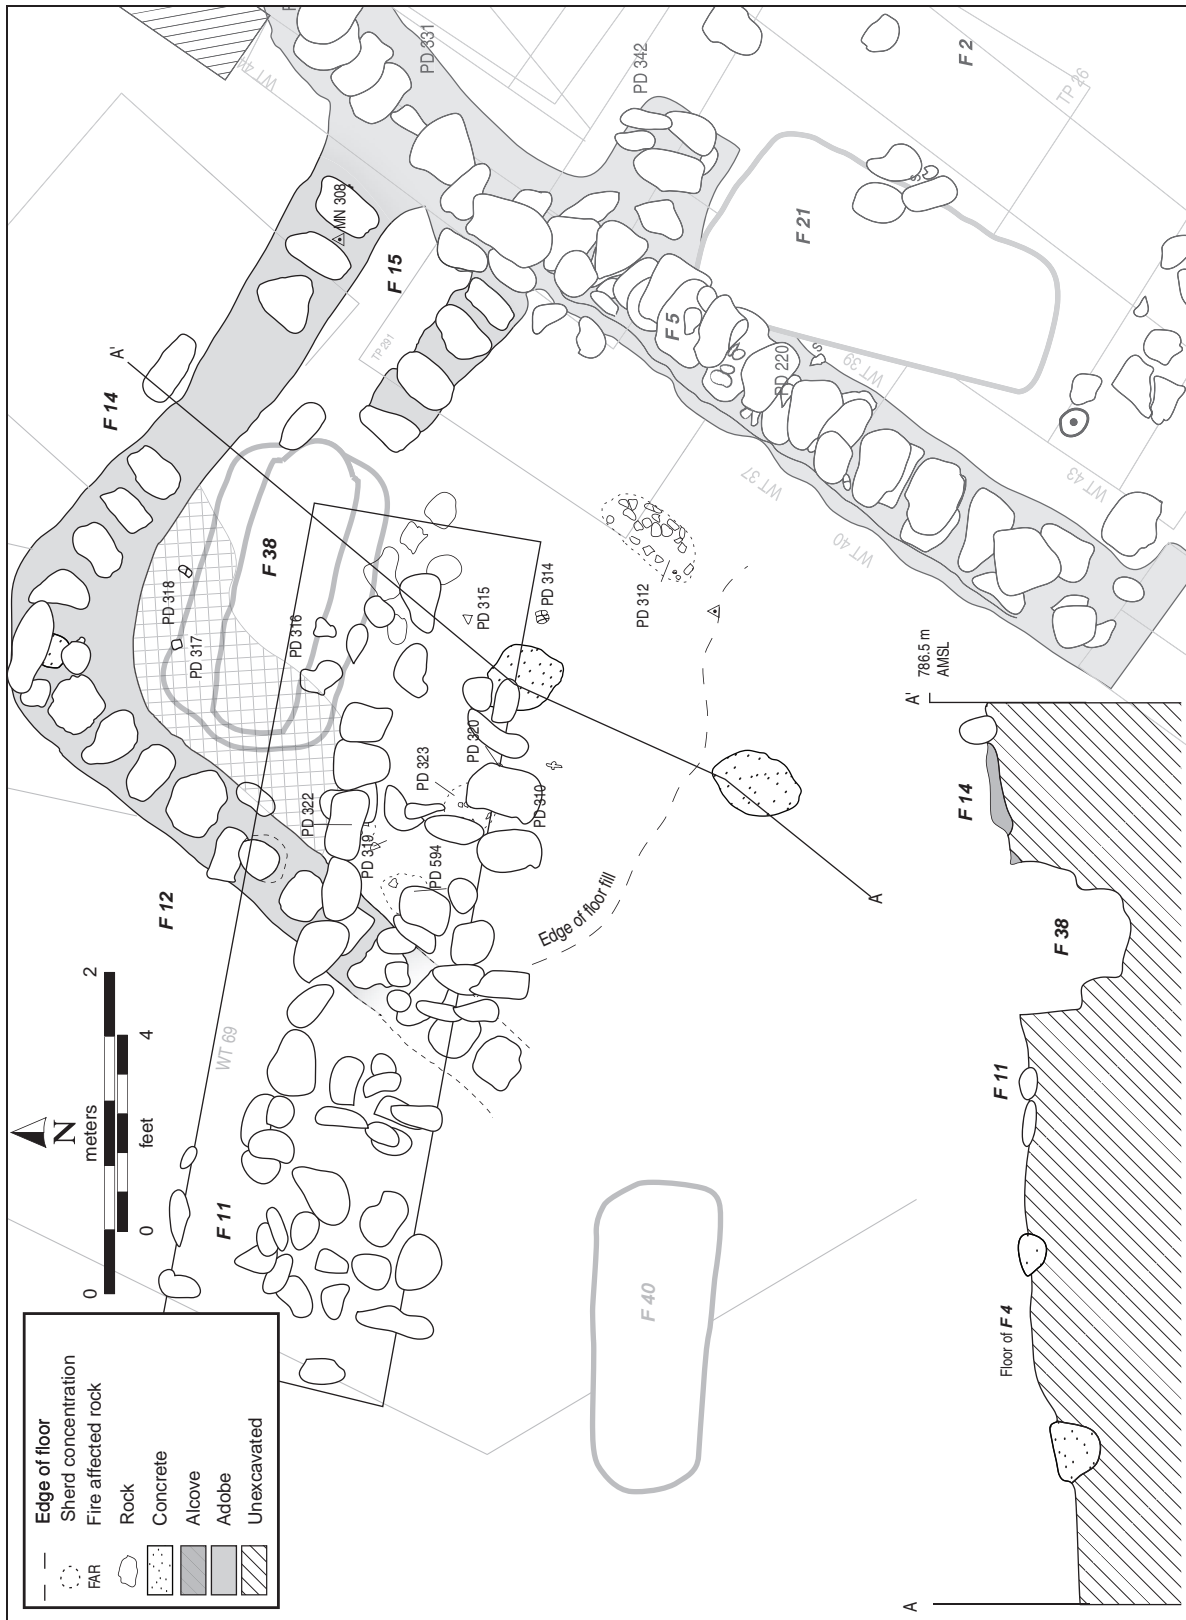 Edge of floor
Sherd concentration
FAR Fire affected rock
Rock
Concrete
Alcove
Adobe
Unexcavated
0 meters 2
0 feet 4
N
F 11
WT 69
F 12
F 14
A'
F 15
MN 308
TP 291
F 38
PD 318
PD 317
PD 316
PD 315
PD 314
PD 312
PD 320
PD 323
PD 310
PD 322
PD 319
PD 594
Edge of floor fill
A
F 40
PD 331
PD 342
F 2
TP 26
F 21
F 5
PD 220
WT 39
WT 37
WT 40
WT 43
S
S
S
786.5 m
AMSL
A'
F 14
F 38
F 11
Floor of F 4
A